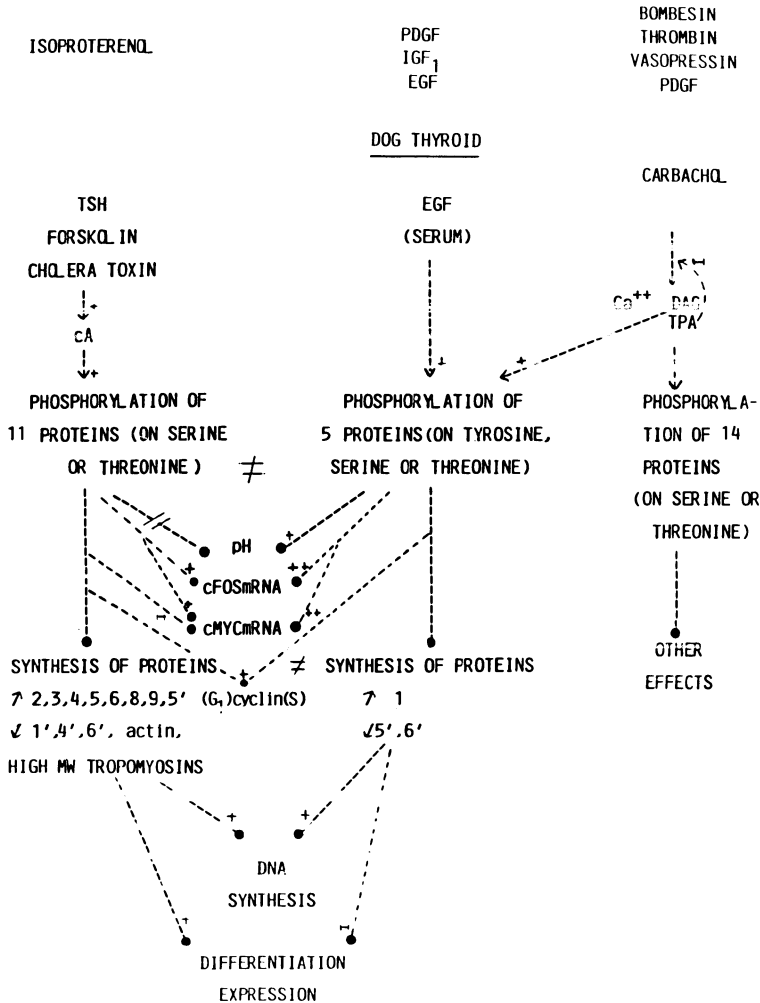 ISOPROTERENOL
PDGF
IGF1
EGF
BOMBESIN
THROMBIN
VASOPRESSIN
PDGF
DOG THYROID
CARBACHOL
TSH
FORSKOLIN
CHOLERA TOXIN
EGF
(SERUM)
-
Ca++ DAG
TPA
+
cA
+
+
+
PHOSPHORYLATION OF
11 PROTEINS (ON SERINE
OR THREONINE)
≠
PHOSPHORYLATION OF
5 PROTEINS(ON TYROSINE,
SERINE OR THREONINE)
PHOSPHORYLA-
TION OF 14
PROTEINS
(ON SERINE OR
THREONINE)
pH +
+ cFOSmRNA ++
+
- cMYCmRNA ++
SYNTHESIS OF PROTEINS + ≠ SYNTHESIS OF PROTEINS
↗ 2,3,4,5,6,8,9,5' (G1)cyclin(S) ↗ 1
↙ 1',4',6', actin, ↙5',6'
HIGH MW TROPOMYOSINS
OTHER
EFFECTS
+ +
DNA
SYNTHESIS
+ -
DIFFERENTIATION
EXPRESSION